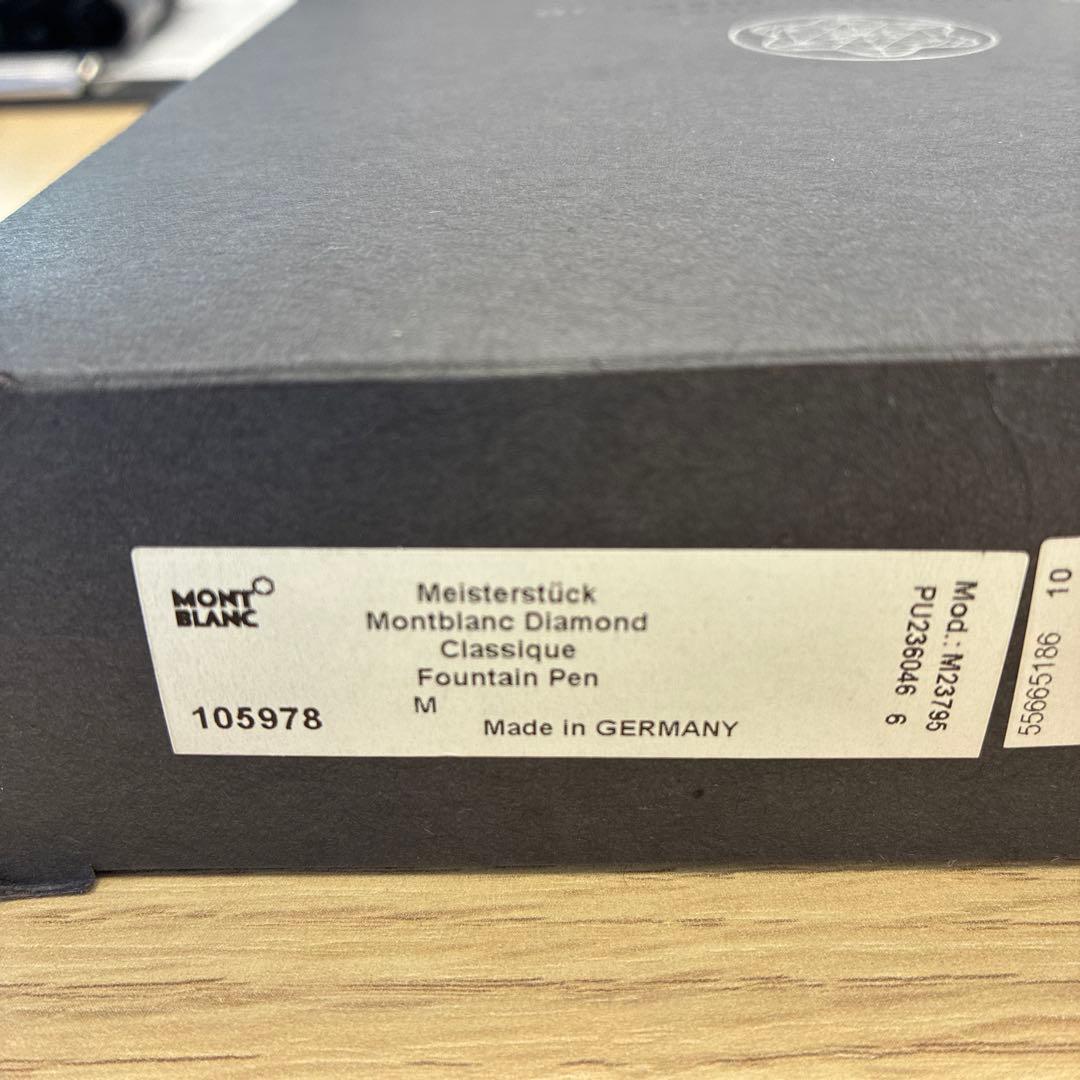 MONT
BLANC
Meisterstück
Montblanc Diamond
Classique
Fountain Pen
M
105978
Made in GERMANY
Mod.: M23795
PU236046 6
55665186 10